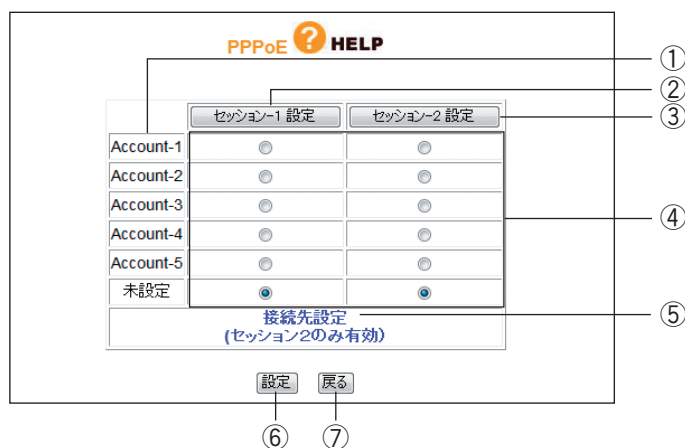 PPPoE ? HELP
①
②
セッション-1 設定
セッション-2 設定
③
Account-1
Account-2
Account-3
④
Account-4
Account-5
未設定
接続先設定
⑤
(セッション2のみ有効)
設定
戻る
⑥
⑦